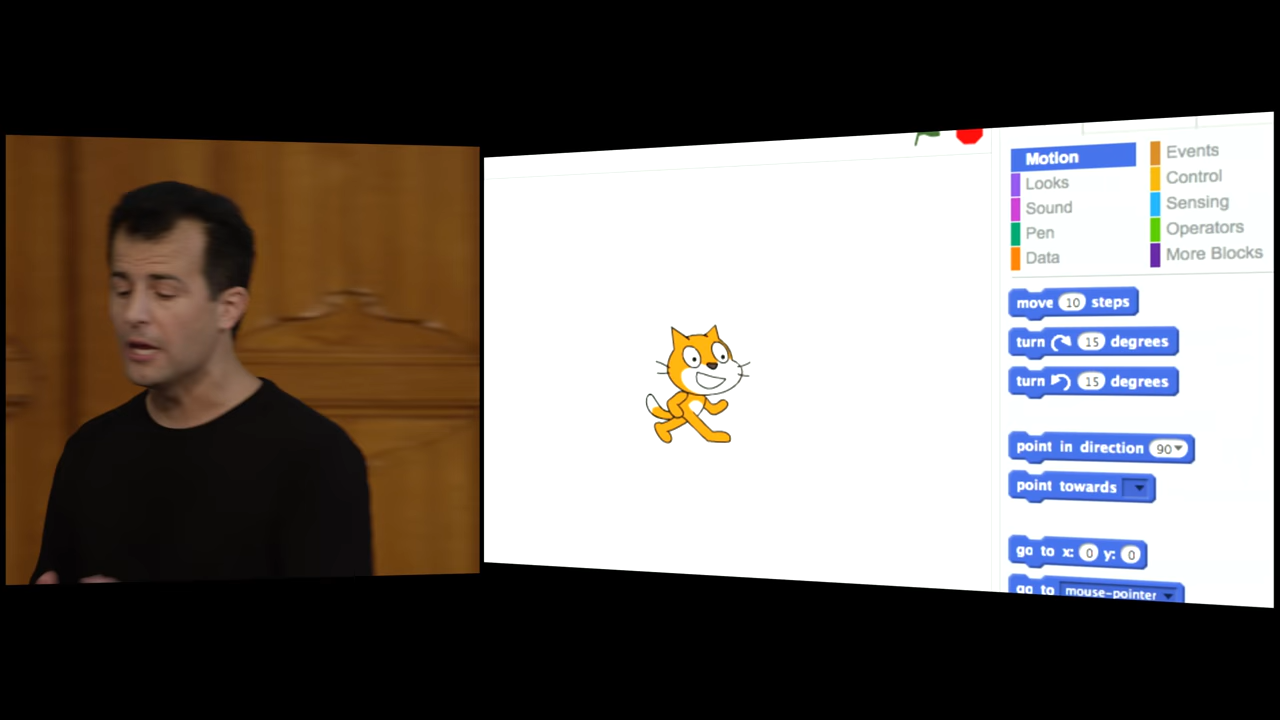 Motion
Looks
Sound
Pen
Data
Events
Control
Sensing
Operators
More Blocks
move 10 steps
turn 15 degrees
turn 15 degrees
point in direction 90
point towards
go to x: 0 y: 0
go to mouse-pointer